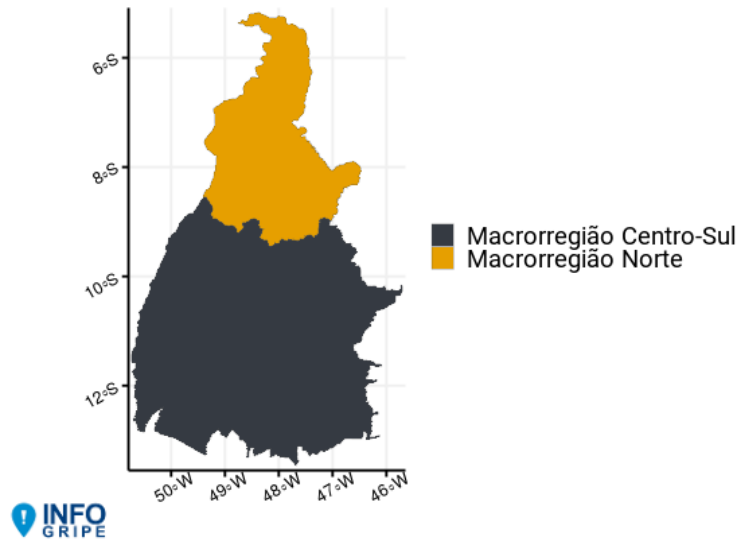 6°S
8°S
10°S
12°S
50°W
49°W
48°W
47°W
46°W
Macrorregião Centro-Sul
Macrorregião Norte
INFO
GRIPE